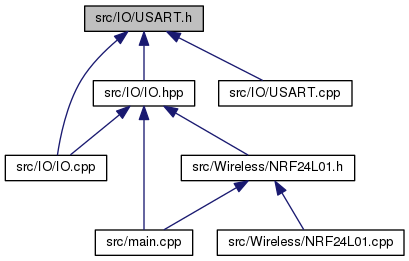 src/IO/USART.h
src/IO/IO.hpp
src/IO/USART.cpp
src/IO/IO.cpp
src/Wireless/NRF24L01.h
src/main.cpp
src/Wireless/NRF24L01.cpp